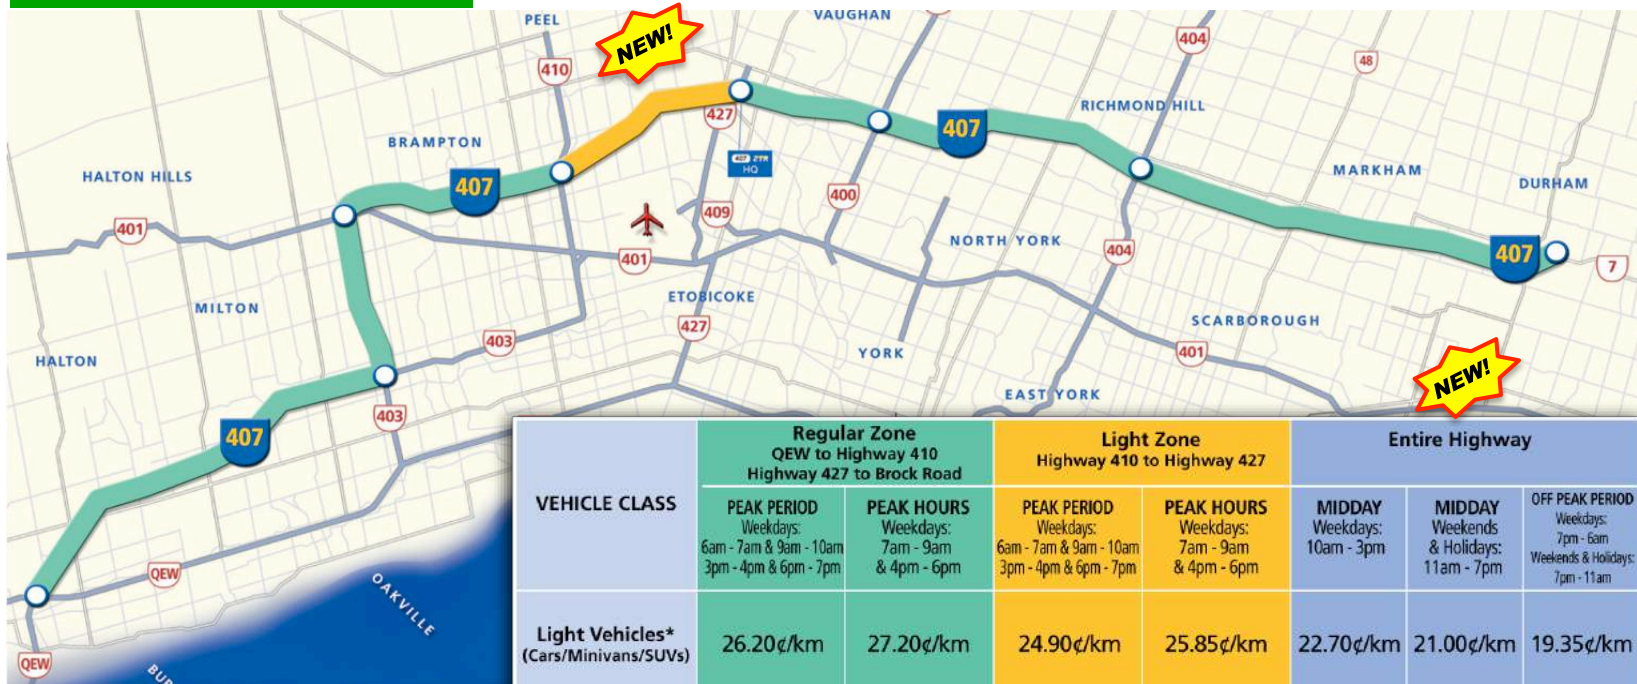 PEEL
NEW!
VAUGHAN
404
410
48
427
RICHMOND HILL
407
BRAMPTON
407 ETR
HQ
MARKHAM
HALTON HILLS
407
DURHAM
400
409
401
NORTH YORK
404
401
407
7
ETOBICOKE
MILTON
427
SCARBOROUGH
403
YORK
401
HALTON
NEW!
EAST YORK
403
407
QEW
OAKVILLE
QEW
BUR
VEHICLE CLASS
Regular Zone
QEW to Highway 410
Highway 427 to Brock Road
Light Zone
Highway 410 to Highway 427
Entire Highway
PEAK PERIOD
Weekdays:
6am - 7am & 9am - 10am
3pm - 4pm & 6pm - 7pm
PEAK HOURS
Weekdays:
7am - 9am
& 4pm - 6pm
PEAK PERIOD
Weekdays:
6am - 7am & 9am - 10am
3pm - 4pm & 6pm - 7pm
PEAK HOURS
Weekdays:
7am - 9am
& 4pm - 6pm
MIDDAY
Weekdays:
10am - 3pm
MIDDAY
Weekends
& Holidays:
11am - 7pm
OFF PEAK PERIOD
Weekdays:
7pm - 6am
Weekends & Holidays:
7pm - 11am
Light Vehicles*
(Cars/Minivans/SUVs)
26.20¢/km
27.20¢/km
24.90¢/km
25.85¢/km
22.70¢/km
21.00¢/km
19.35¢/km